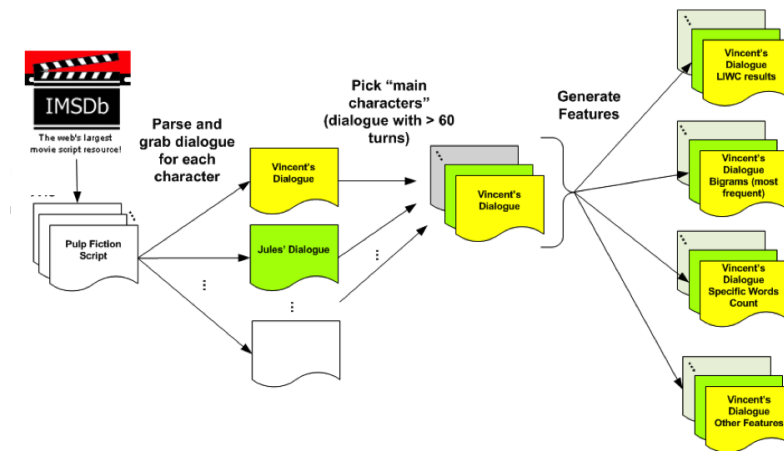 IMSDb
The web's largest
movie script resource!
Pulp Fiction
Script
Parse and
grab dialogue
for each
character
Vincent's
Dialogue
Jules' Dialogue
Pick "main
characters"
(dialogue with > 60
turns)
Vincent's
Dialogue
Generate
Features
Vincent's
Dialogue
LIWC results
Vincent's
Dialogue
Bigrams (most
frequent)
Vincent's
Dialogue
Specific Words
Count
Vincent's
Dialogue
Other Features